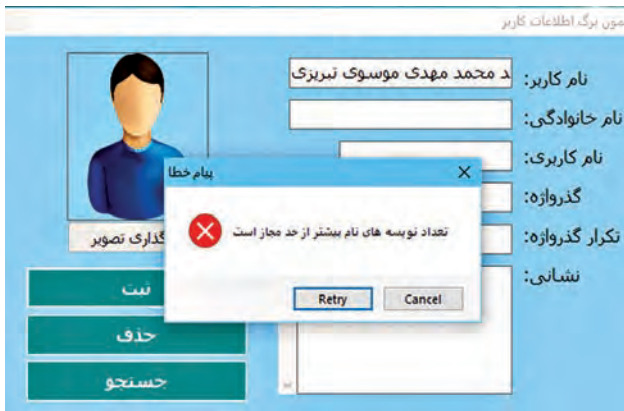 مون برگ اطلاعات کاربر
نام کاربر:
د محمد مهدی موسوی تبریزی
نام خانوادگی:
نام کاربری:
گذرواژه:
تکرار گذرواژه:
نشانی:
گذاری تصویر
ثبت
حذف
جستجو
پیام خطا
تعداد نویسه های نام بیشتر از حد مجاز است
Retry
Cancel